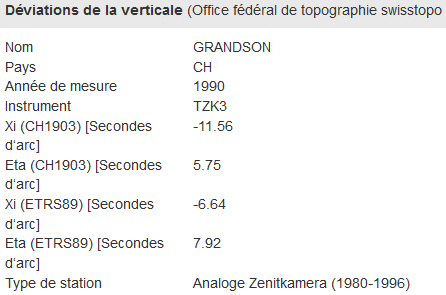 Déviations de la verticale (Office fédéral de topographie swisstopo
Nom GRANDSON
Pays CH
Année de mesure 1990
Instrument TZK3
Xi (CH1903) [Secondes -11.56
d'arc]
Eta (CH1903) [Secondes 5.75
d'arc]
Xi (ETRS89) [Secondes -6.64
d'arc]
Eta (ETRS89) [Secondes 7.92
d'arc]
Type de station Analoge Zenitkamera (1980-1996)